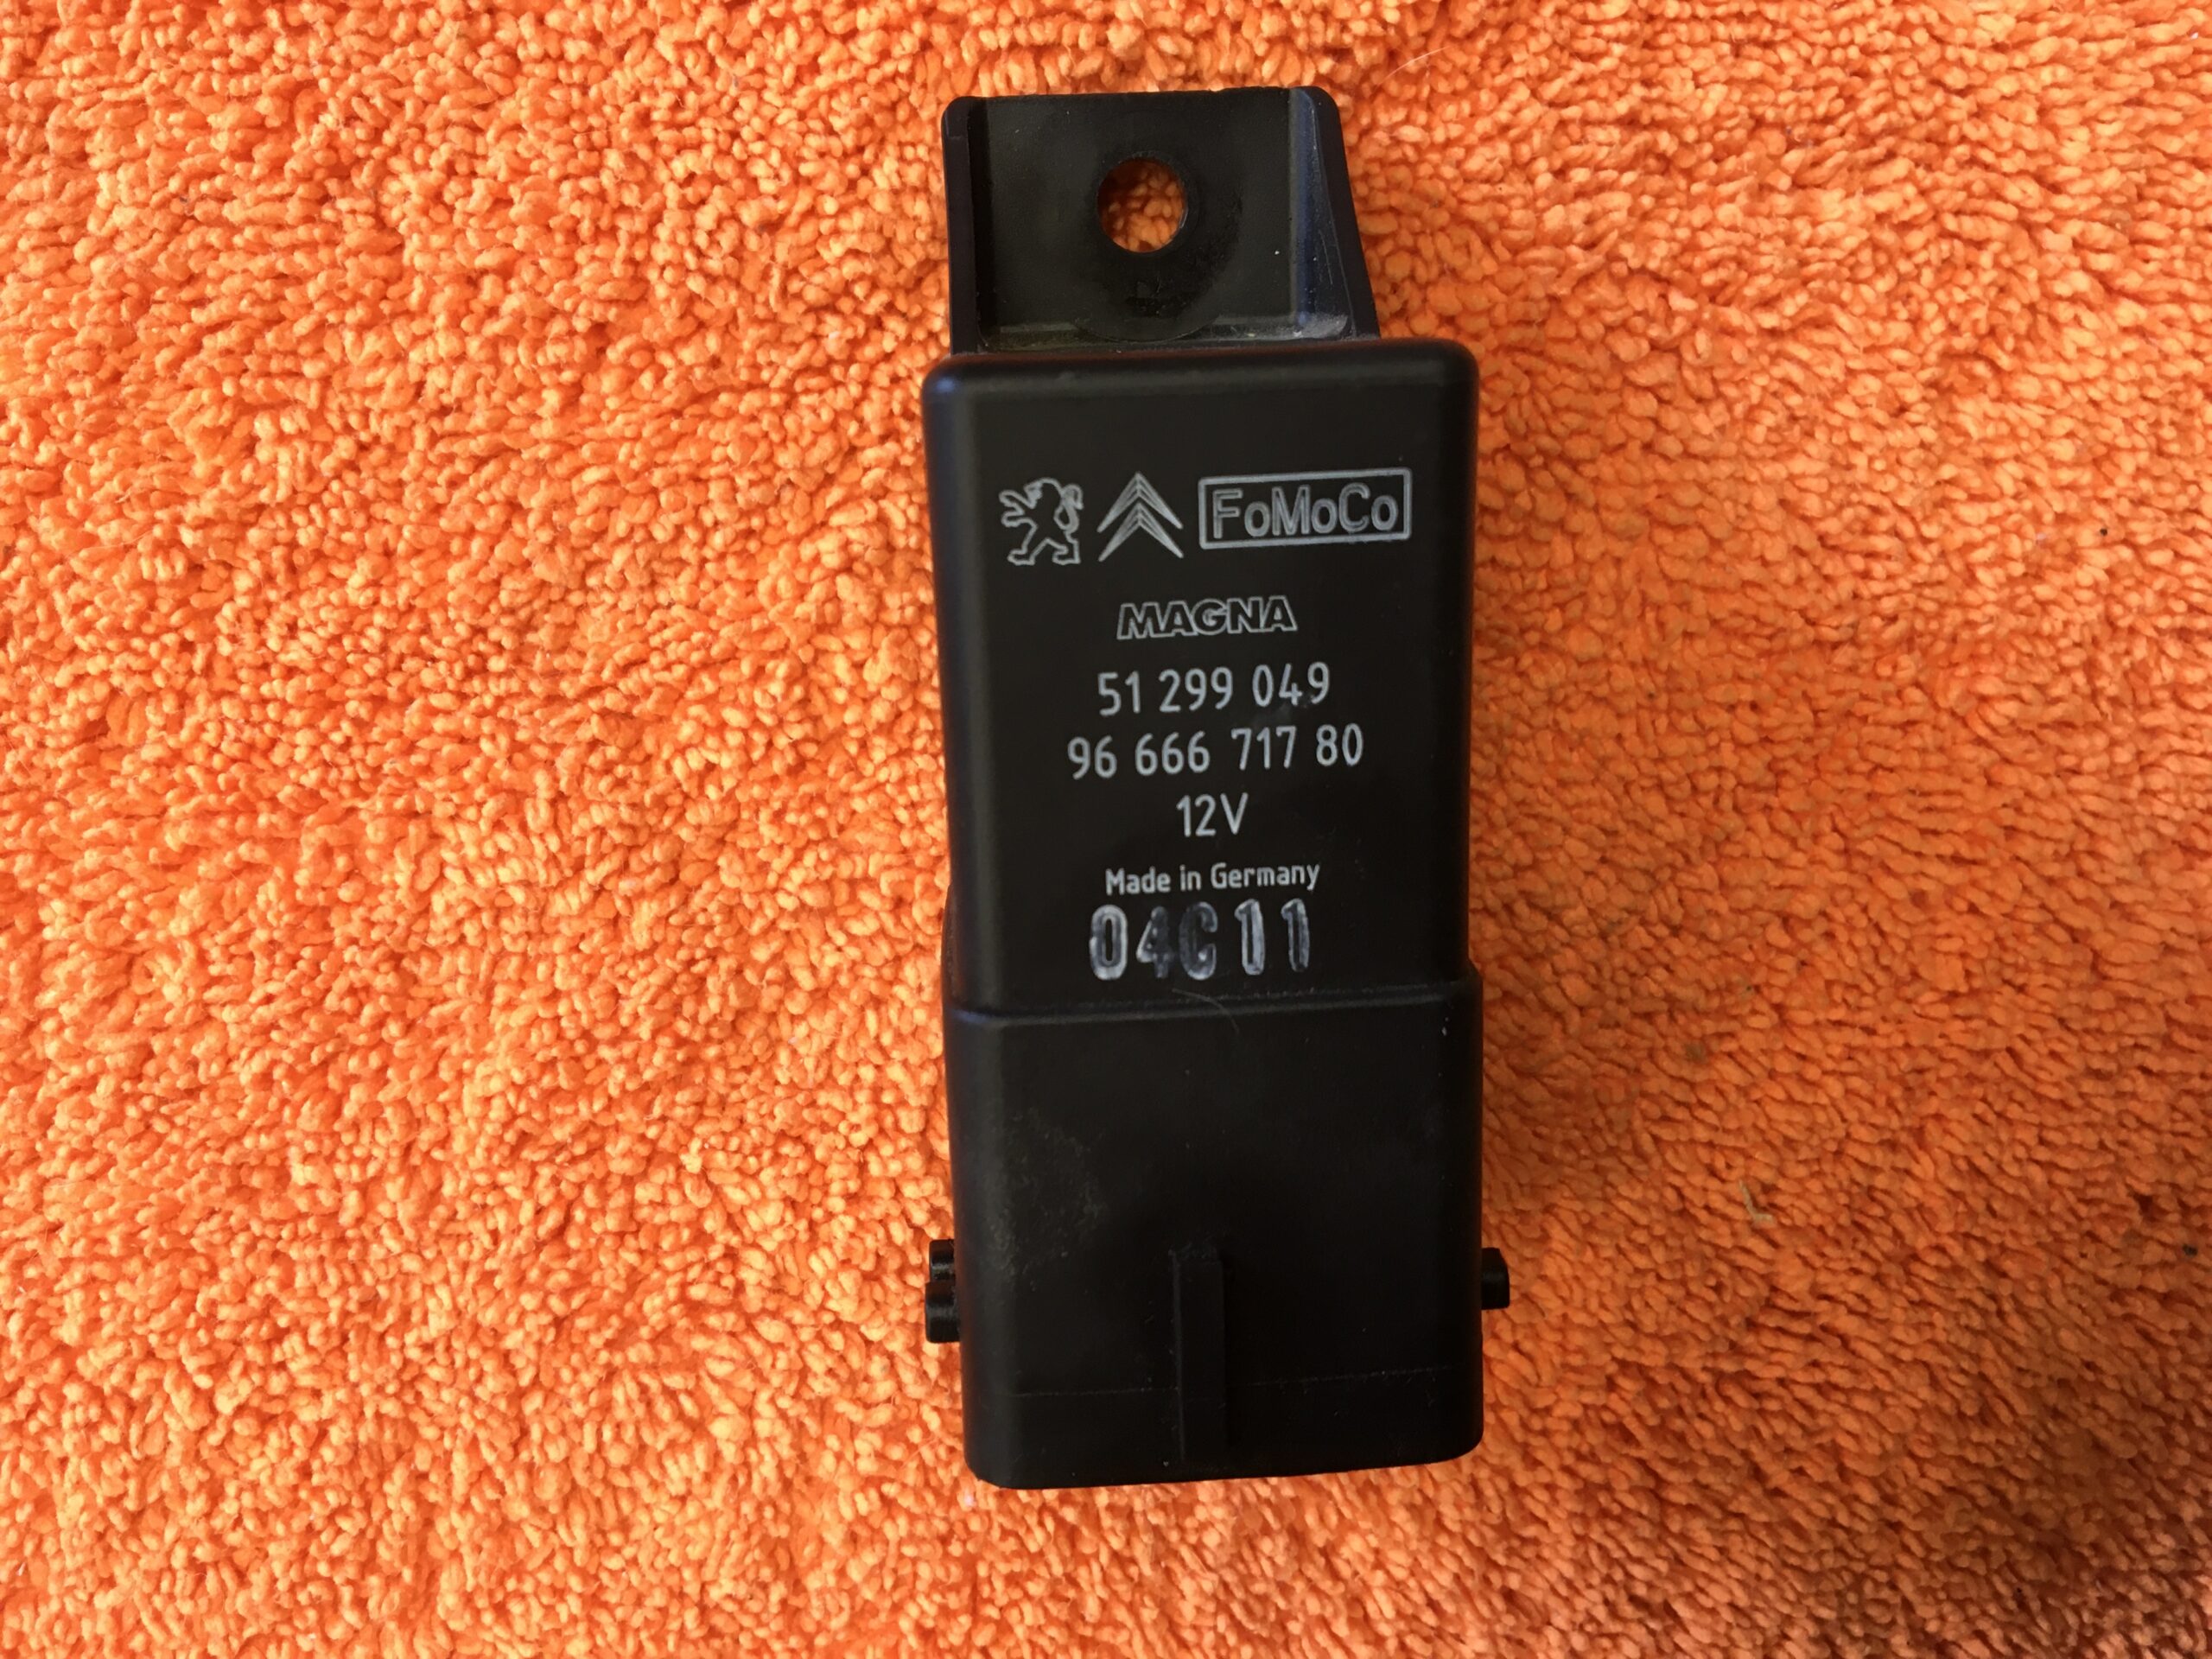 FoMoCo
MAGNA
51 299 049
96 666 717 80
12V
Made in Germany
04C11